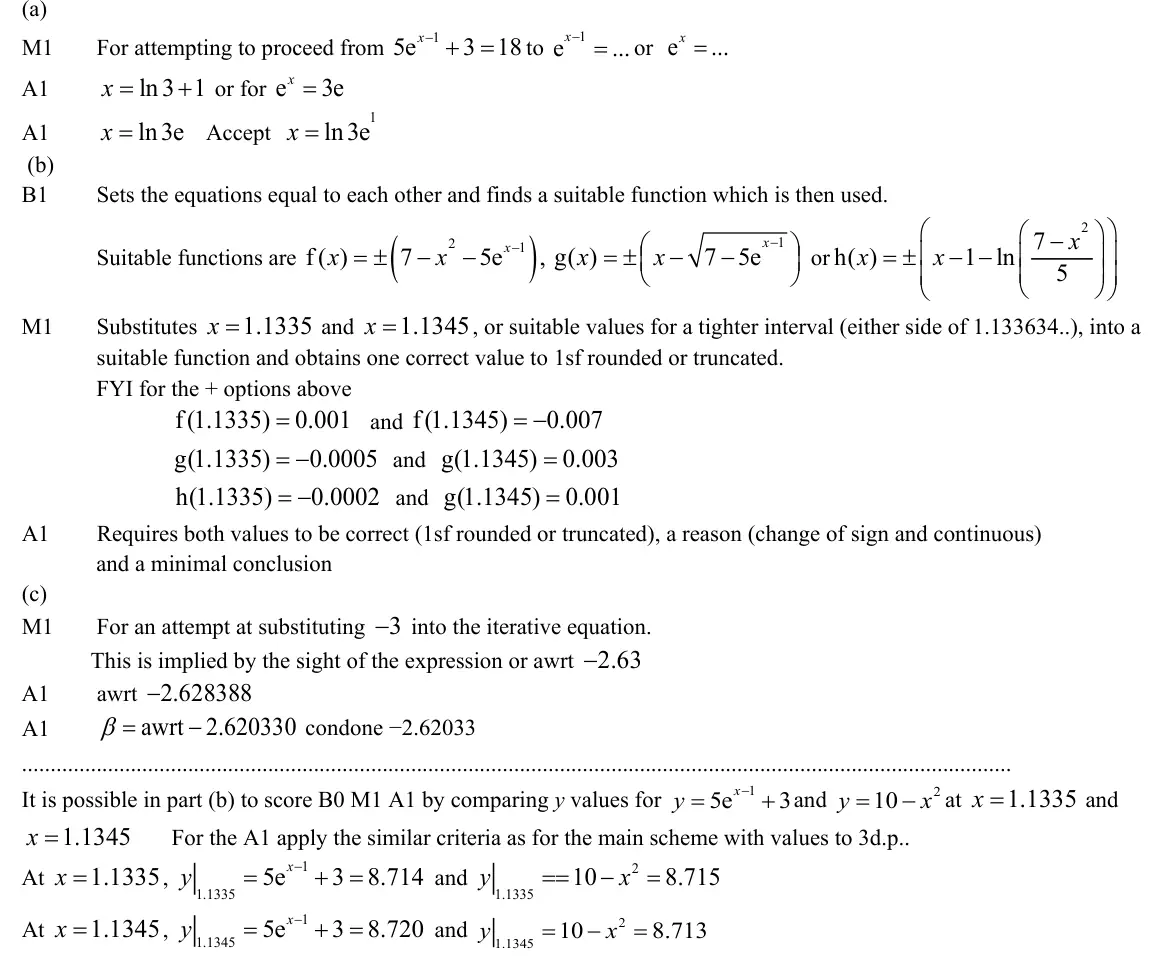 (a)
M1 For attempting to proceed from 5e^{x−1} + 3 = 18 to e^{x−1} = ... or e^x = ...
A1 x = ln 3 + 1 or for e^x = 3e
A1 x = ln 3e Accept x = ln 3e^1
(b)
B1 Sets the equations equal to each other and finds a suitable function which is then used.
Suitable functions are f(x) = ±(7 − x^2 − 5e^{x−1}), g(x) = ±(x − √(7 − 5e^{x−1})) or h(x) = ±(x − 1 − ln((7 − x^2)/5))
M1 Substitutes x = 1.1335 and x = 1.1345, or suitable values for a tighter interval (either side of 1.133634..), into a
suitable function and obtains one correct value to 1sf rounded or truncated.
FYI for the + options above
f(1.1335) = 0.001 and f(1.1345) = −0.007
g(1.1335) = −0.0005 and g(1.1345) = 0.003
h(1.1335) = −0.0002 and g(1.1345) = 0.001
A1 Requires both values to be correct (1sf rounded or truncated), a reason (change of sign and continuous)
and a minimal conclusion
(c)
M1 For an attempt at substituting −3 into the iterative equation.
This is implied by the sight of the expression or awrt −2.63
A1 awrt −2.628388
A1 β = awrt − 2.620330 condone −2.62033
...............................................................................................................................................................................
It is possible in part (b) to score B0 M1 A1 by comparing y values for y = 5e^{x−1} + 3 and y = 10 − x^2 at x = 1.1335 and
x = 1.1345 For the A1 apply the similar criteria as for the main scheme with values to 3d.p..
At x = 1.1335, y|_{1.1335} = 5e^{x−1} + 3 = 8.714 and y|_{1.1335} == 10 − x^2 = 8.715
At x = 1.1345, y|_{1.1345} = 5e^{x−1} + 3 = 8.720 and y|_{1.1345} = 10 − x^2 = 8.713